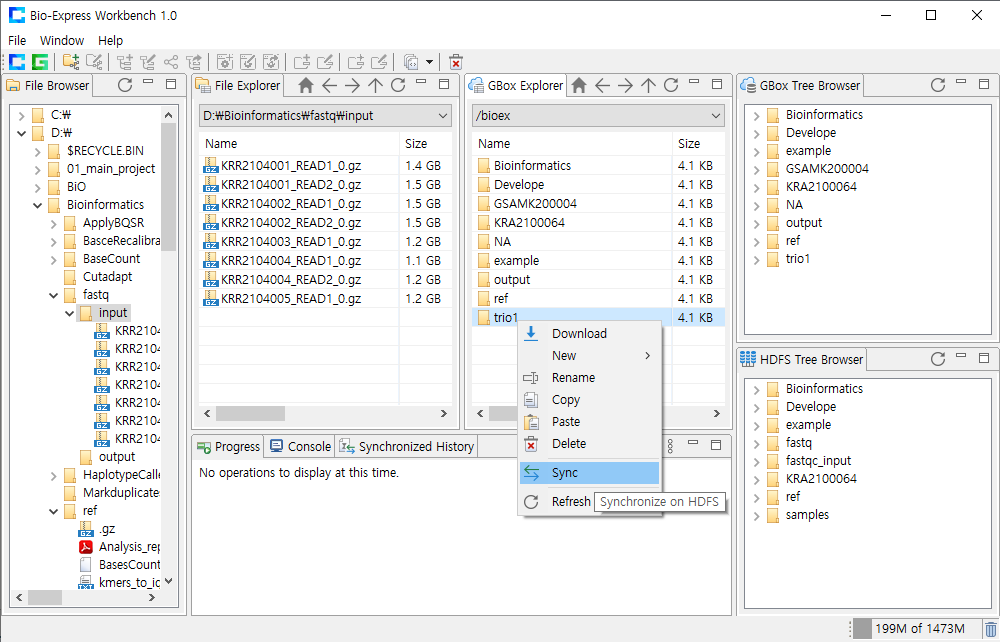 Bio-Express Workbench 1.0
File Window Help
File Browser
C:₩
D:₩
$RECYCLE.BIN
01_main_project
BiO
Bioinformatics
ApplyBQSR
BasceRecalibra
BaseCount
Cutadapt
fastq
input
KRR2104
KRR2104
KRR2104
KRR2104
KRR2104
KRR2104
KRR2104
output
HaplotypeCalle
Markduplicate
ref
.gz
Analysis_rep
BasesCount
kmers_to_ic
File Explorer
D:₩Bioinformatics₩fastq₩input
Name Size
KRR2104001_READ1_0.gz 1.4 GB
KRR2104001_READ2_0.gz 1.5 GB
KRR2104002_READ1_0.gz 1.5 GB
KRR2104002_READ2_0.gz 1.5 GB
KRR2104003_READ1_0.gz 1.2 GB
KRR2104004_READ1_0.gz 1.1 GB
KRR2104004_READ2_0.gz 1.2 GB
KRR2104005_READ1_0.gz 1.2 GB
GBox Explorer
/bioex
Name Size
Bioinformatics 4.1 KB
Develope 4.1 KB
GSAMK200004 4.1 KB
KRA2100064 4.1 KB
NA 4.1 KB
example 4.1 KB
output 4.1 KB
ref 4.1 KB
trio1 4.1 KB
Download
New
Rename
Copy
Paste
Delete
Sync
Refresh
Synchronize on HDFS
Progress Console Synchronized History
No operations to display at this time.
GBox Tree Browser
Bioinformatics
Develope
example
GSAMK200004
KRA2100064
NA
output
ref
trio1
HDFS Tree Browser
Bioinformatics
Develope
example
fastq
fastqc_input
KRA2100064
ref
samples
199M of 1473M